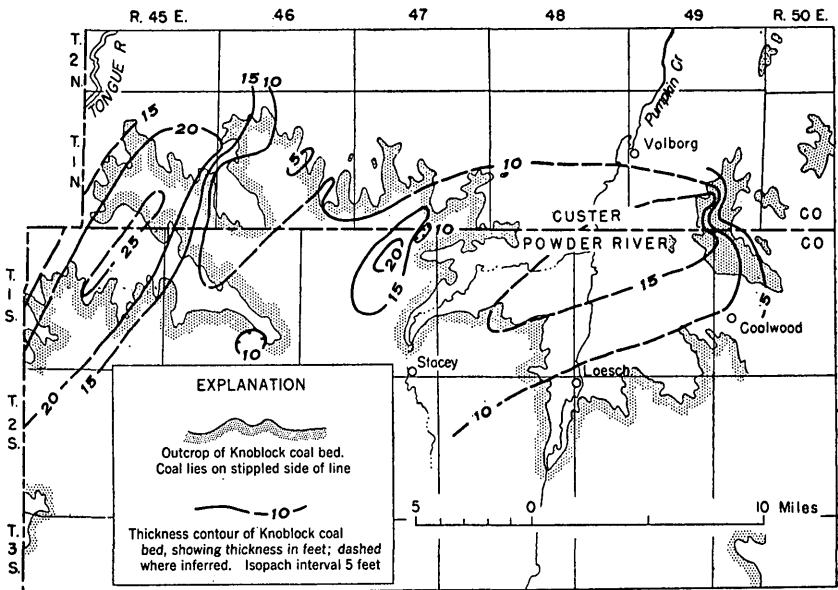 R. 45 E. 46 47 48 49 R. 50 E.
T. 2 N.
TONGUE R
15 10
Pumpkin Cr
15
20
T. I N.
5
Volborg
10
25
10
CUSTER CO
POWDER RIVER CO
20
15
15
5
T. I S.
10
Coalwood
Stacey
Loesch
20
15
10
T. 2 S.
T. 3 S.
EXPLANATION
Outcrop of Knoblock coal bed.
Coal lies on stippled side of line
10
Thickness contour of Knoblock coal
bed, showing thickness in feet; dashed
where inferred. Isopach interval 5 feet
5 0 10 Miles